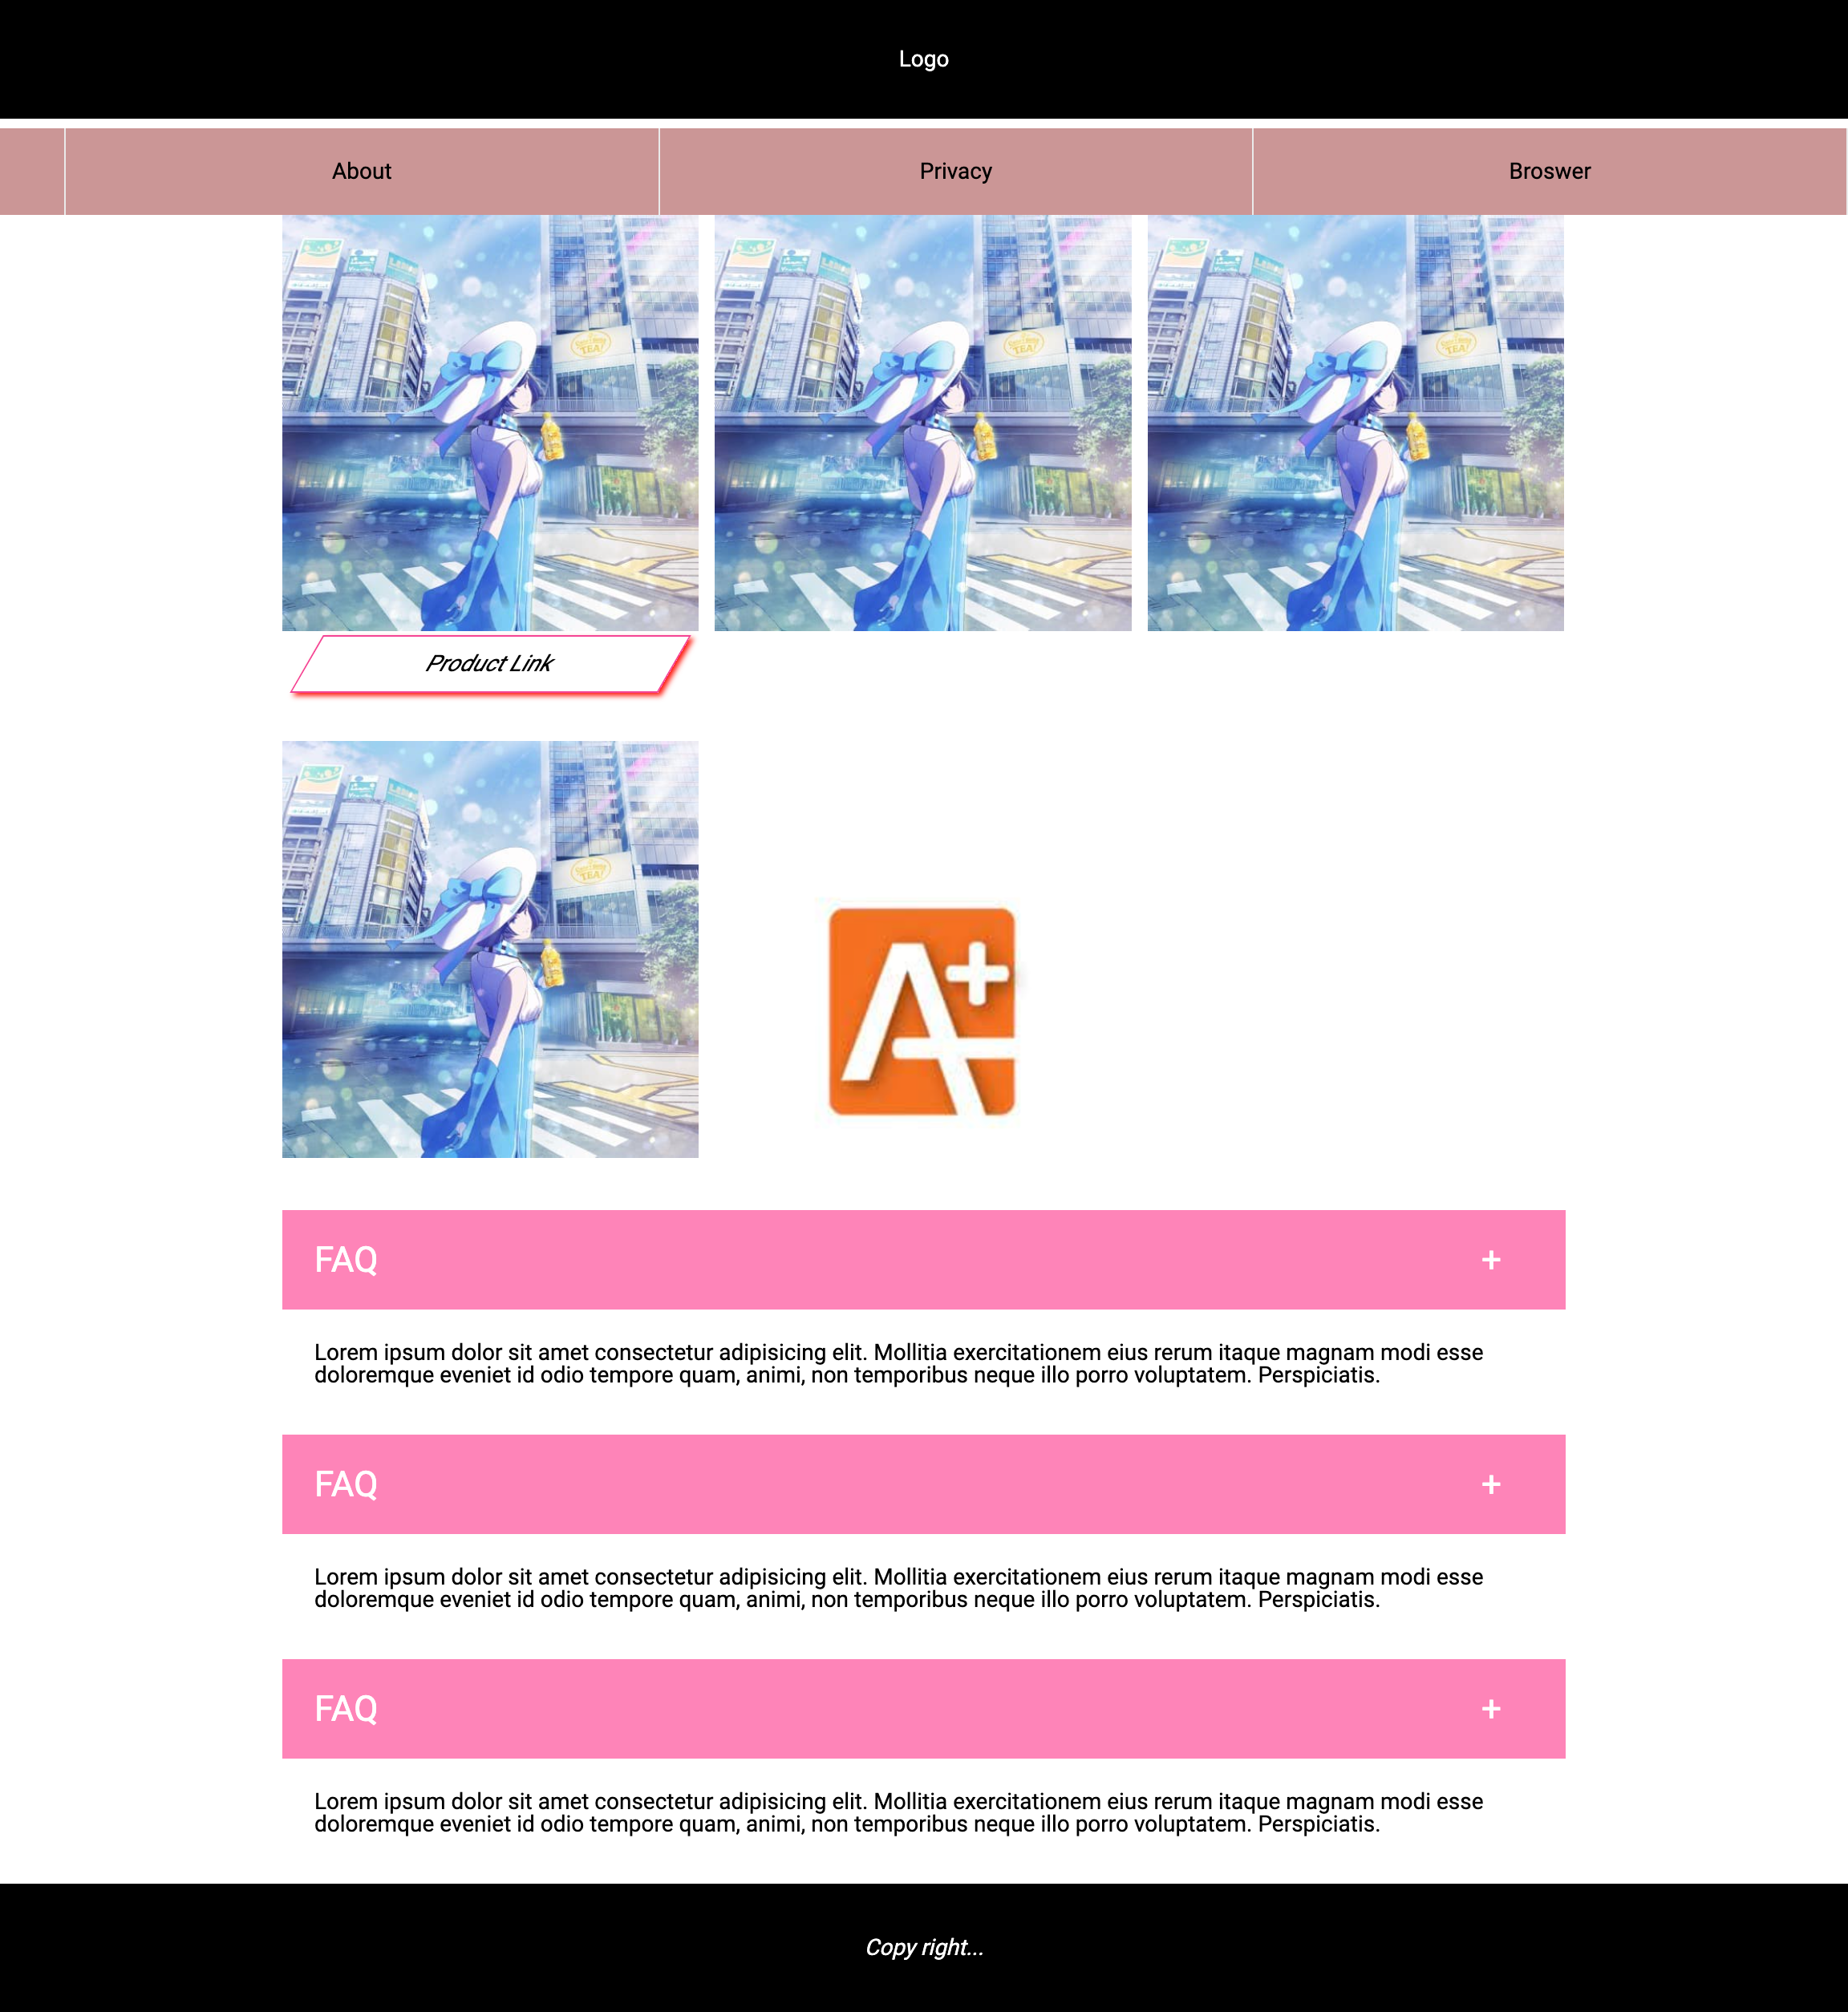 Logo
About
Privacy
Broswer
TEA!
TEA!
TEA!
Product Link
TEA!
A+
FAQ
+
Lorem ipsum dolor sit amet consectetur adipisicing elit. Mollitia exercitationem eius rerum itaque magnam modi esse
doloremque eveniet id odio tempore quam, animi, non temporibus neque illo porro voluptatem. Perspiciatis.
FAQ
+
Lorem ipsum dolor sit amet consectetur adipisicing elit. Mollitia exercitationem eius rerum itaque magnam modi esse
doloremque eveniet id odio tempore quam, animi, non temporibus neque illo porro voluptatem. Perspiciatis.
FAQ
+
Lorem ipsum dolor sit amet consectetur adipisicing elit. Mollitia exercitationem eius rerum itaque magnam modi esse
doloremque eveniet id odio tempore quam, animi, non temporibus neque illo porro voluptatem. Perspiciatis.
Copy right...